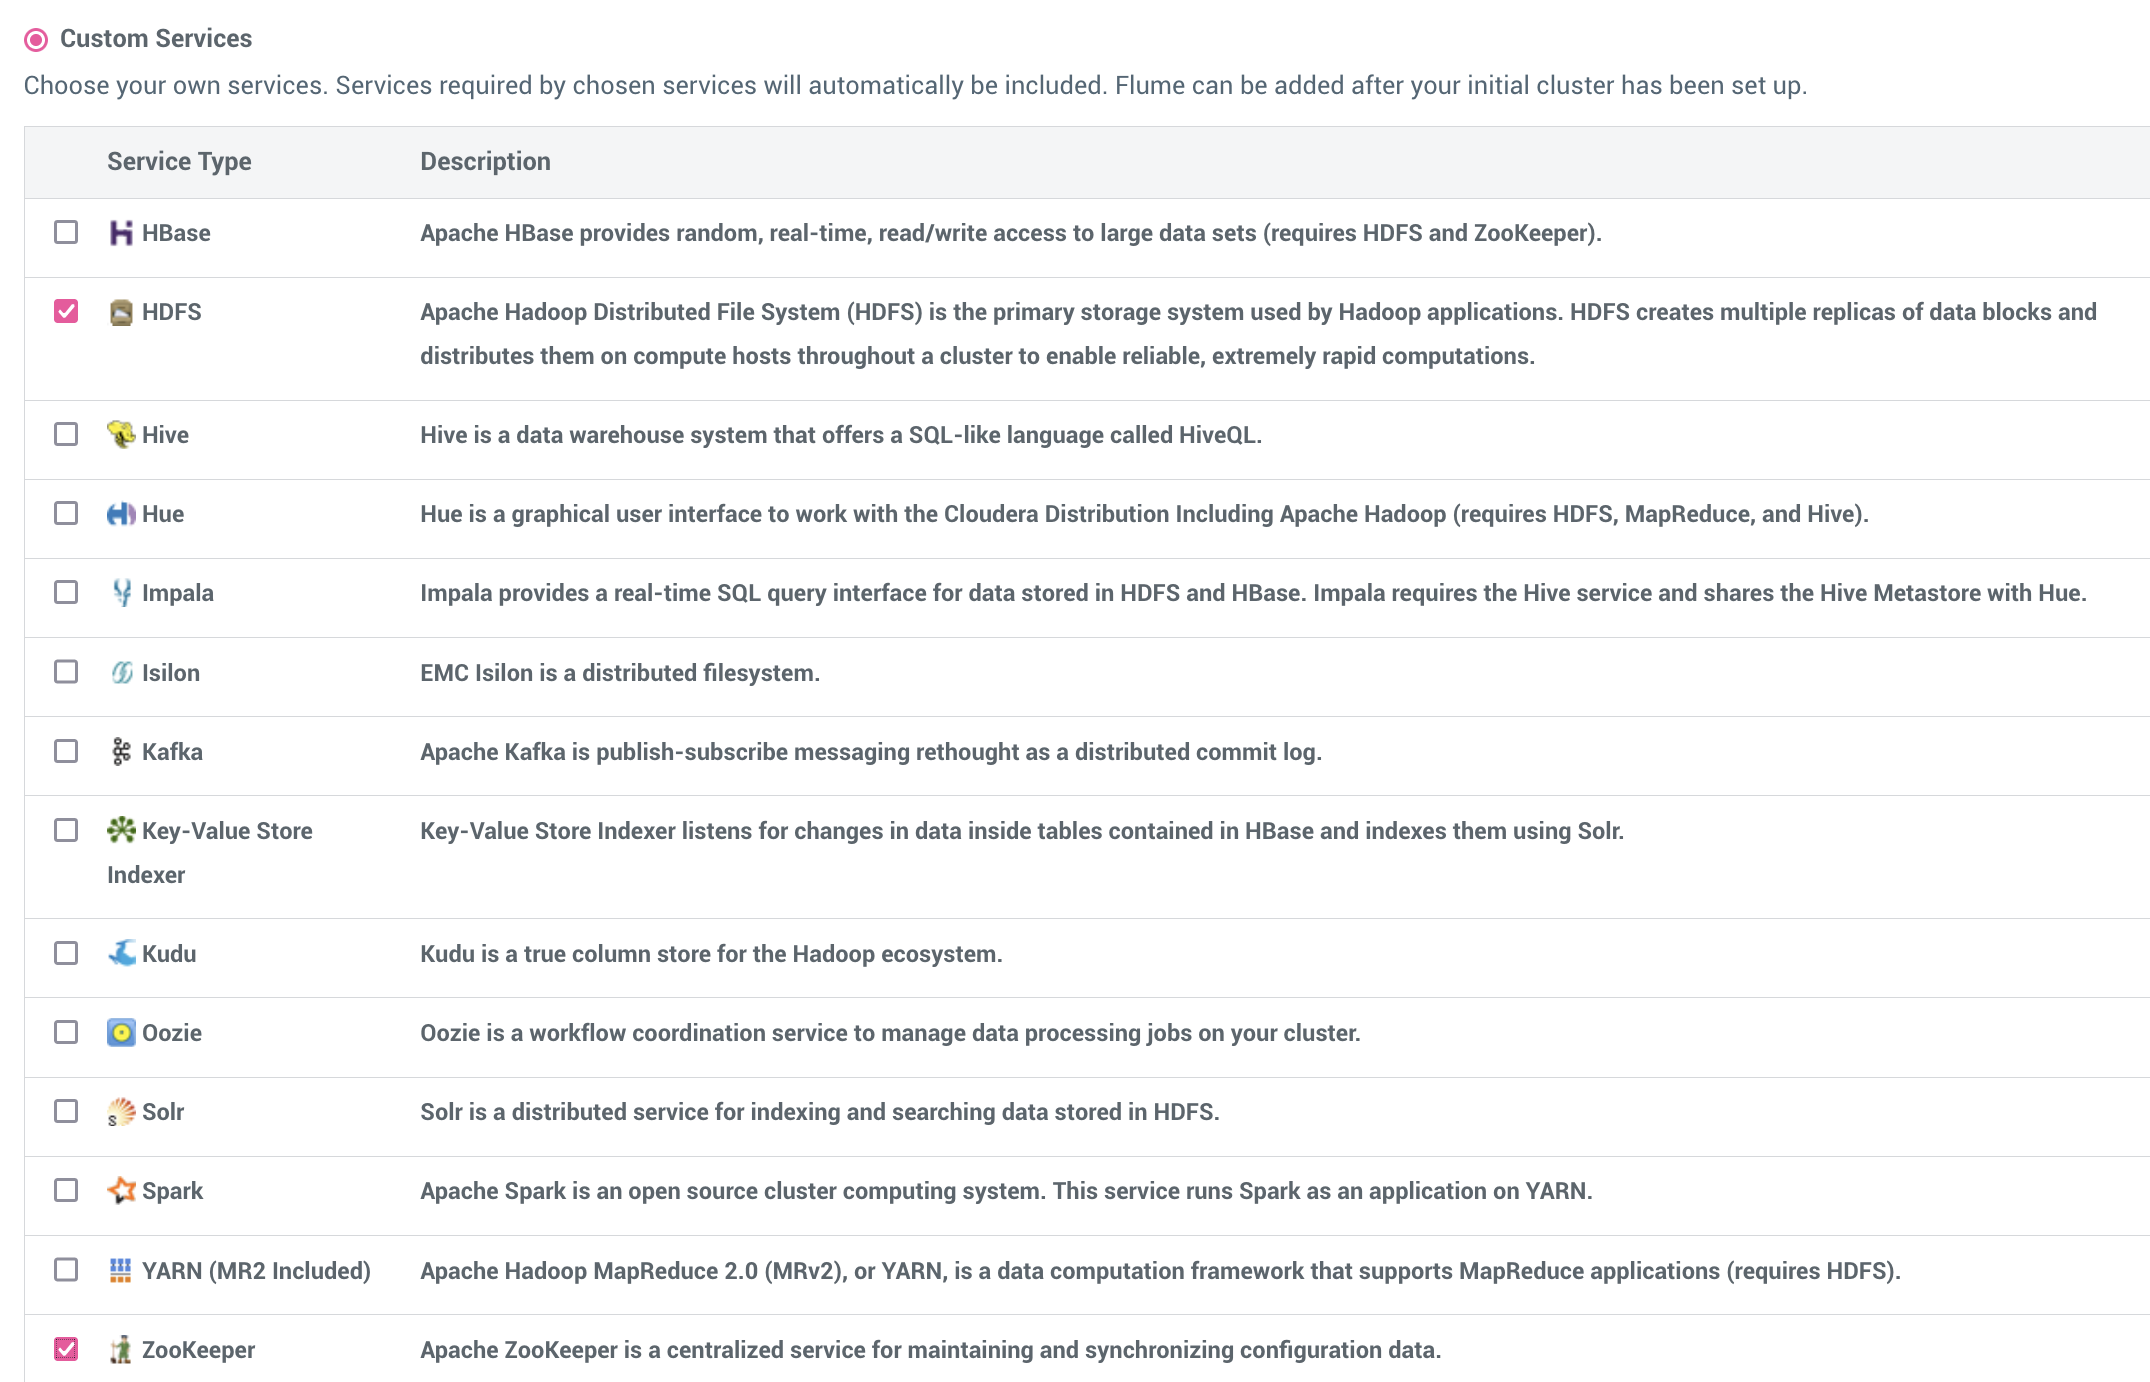 Custom Services
Choose your own services. Services required by chosen services will automatically be included. Flume can be added after your initial cluster has been set up.
Service Type Description
HBase Apache HBase provides random, real-time, read/write access to large data sets (requires HDFS and ZooKeeper).
HDFS Apache Hadoop Distributed File System (HDFS) is the primary storage system used by Hadoop applications. HDFS creates multiple replicas of data blocks and
distributes them on compute hosts throughout a cluster to enable reliable, extremely rapid computations.
Hive Hive is a data warehouse system that offers a SQL-like language called HiveQL.
Hue Hue is a graphical user interface to work with the Cloudera Distribution Including Apache Hadoop (requires HDFS, MapReduce, and Hive).
Impala Impala provides a real-time SQL query interface for data stored in HDFS and HBase. Impala requires the Hive service and shares the Hive Metastore with Hue.
Isilon EMC Isilon is a distributed filesystem.
Kafka Apache Kafka is publish-subscribe messaging rethought as a distributed commit log.
Key-Value Store Key-Value Store Indexer listens for changes in data inside tables contained in HBase and indexes them using Solr.
Indexer
Kudu Kudu is a true column store for the Hadoop ecosystem.
Oozie Oozie is a workflow coordination service to manage data processing jobs on your cluster.
Solr Solr is a distributed service for indexing and searching data stored in HDFS.
Spark Apache Spark is an open source cluster computing system. This service runs Spark as an application on YARN.
YARN (MR2 Included) Apache Hadoop MapReduce 2.0 (MRv2), or YARN, is a data computation framework that supports MapReduce applications (requires HDFS).
ZooKeeper Apache ZooKeeper is a centralized service for maintaining and synchronizing configuration data.